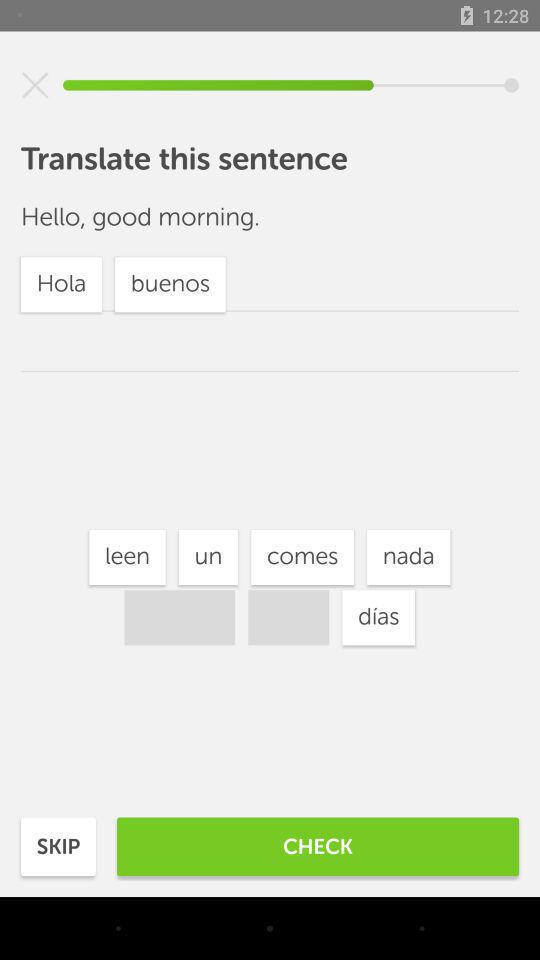 12:28
Translate this sentence
Hello, good morning.
Hola buenos
leen un comes nada
días
SKIP CHECK